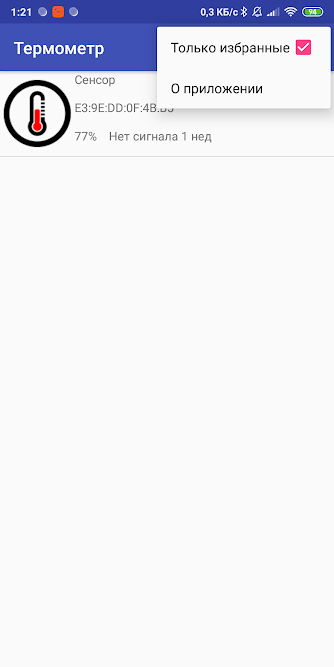 1:21 0,3 КБ/с 94
Термометр
Только избранные
О приложении
Сенсор
E3:9E:DD:0F:4B:D3
77% Нет сигнала 1 нед